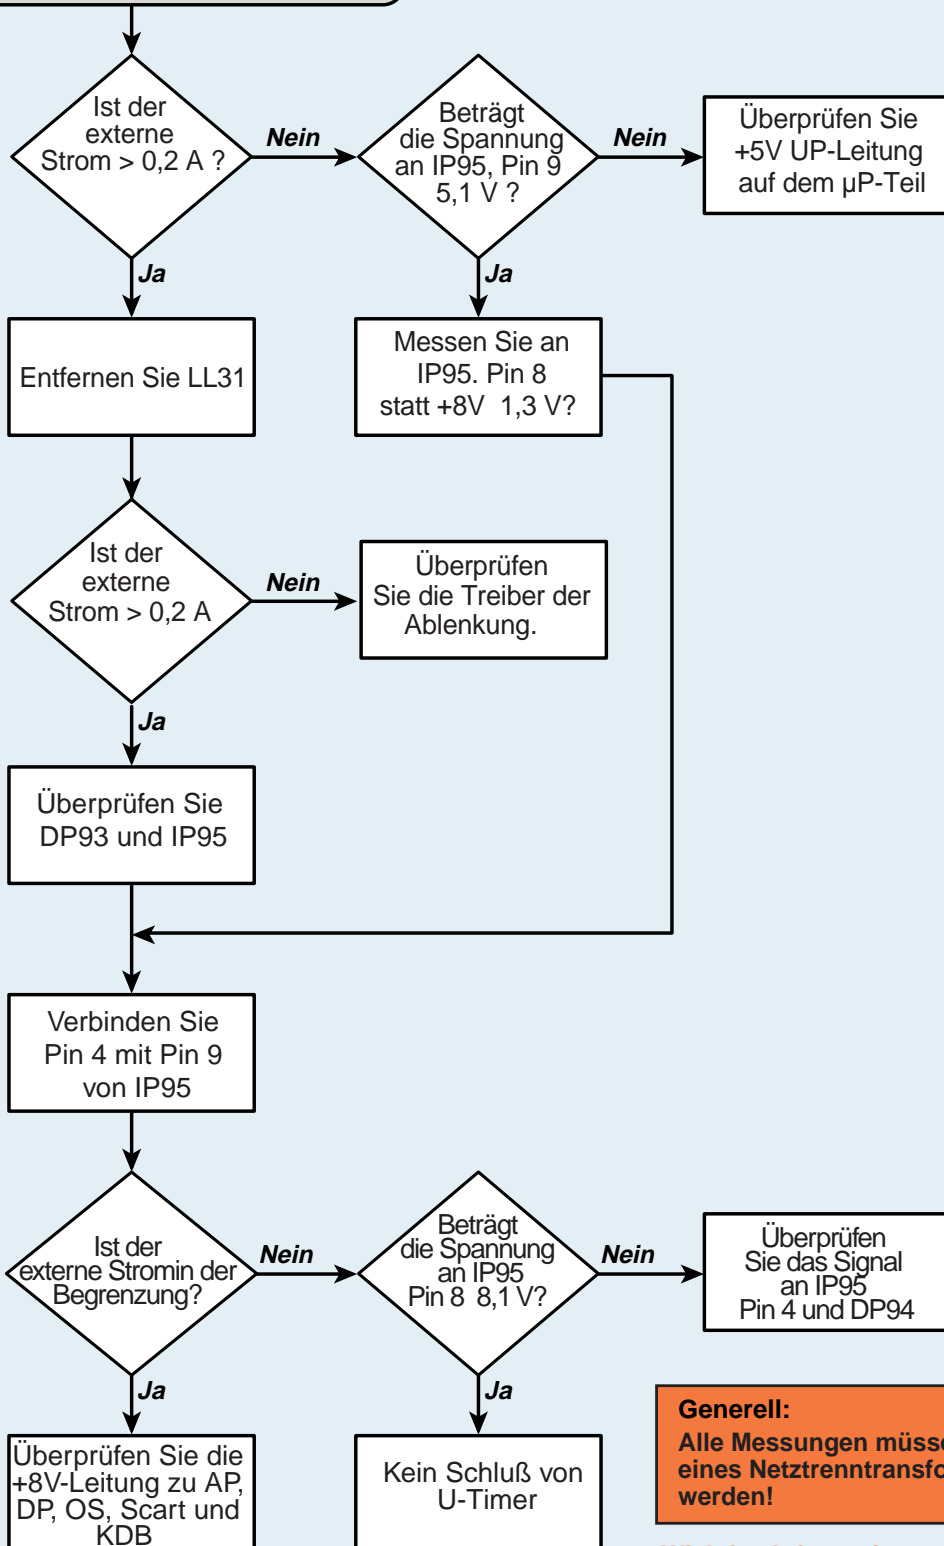 Ist der
externe
Strom > 0,2 A ?
Nein
Beträgt
die Spannung
an IP95, Pin 9
5,1 V ?
Nein
Überprüfen Sie
+5V UP-Leitung
auf dem µP-Teil
Ja
Ja
Entfernen Sie LL31
Messen Sie an
IP95. Pin 8
statt +8V 1,3 V?
Ist der
externe
Strom > 0,2 A
Nein
Überprüfen
Sie die Treiber der
Ablenkung.
Ja
Überprüfen Sie
DP93 und IP95
Verbinden Sie
Pin 4 mit Pin 9
von IP95
Ist der
externe Stromin der
Begrenzung?
Nein
Beträgt
die Spannung
an IP95
Pin 8 8,1 V?
Nein
Überprüfen
Sie das Signal
an IP95
Pin 4 und DP94
Ja
Ja
Überprüfen Sie die
+8V-Leitung zu AP,
DP, OS, Scart und
KDB
Kein Schluß von
U-Timer
Generell:
Alle Messungen müsse
eines Netztrenntransfo
werden!